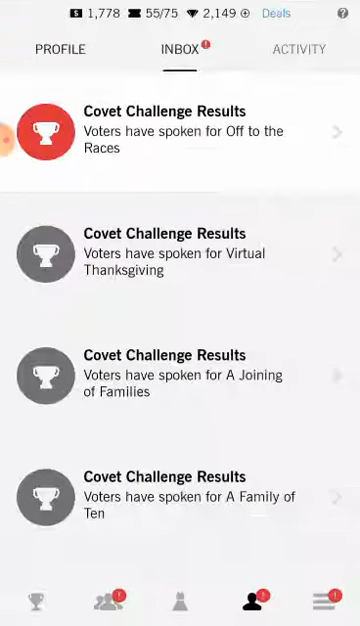 $ 1,778 55/75 2,149 Deals ?
PROFILE INBOX ! ACTIVITY
Covet Challenge Results
Voters have spoken for Off to the
Races
Covet Challenge Results
Voters have spoken for Virtual
Thanksgiving
Covet Challenge Results
Voters have spoken for A Joining
of Families
Covet Challenge Results
Voters have spoken for A Family of
Ten
! ! !